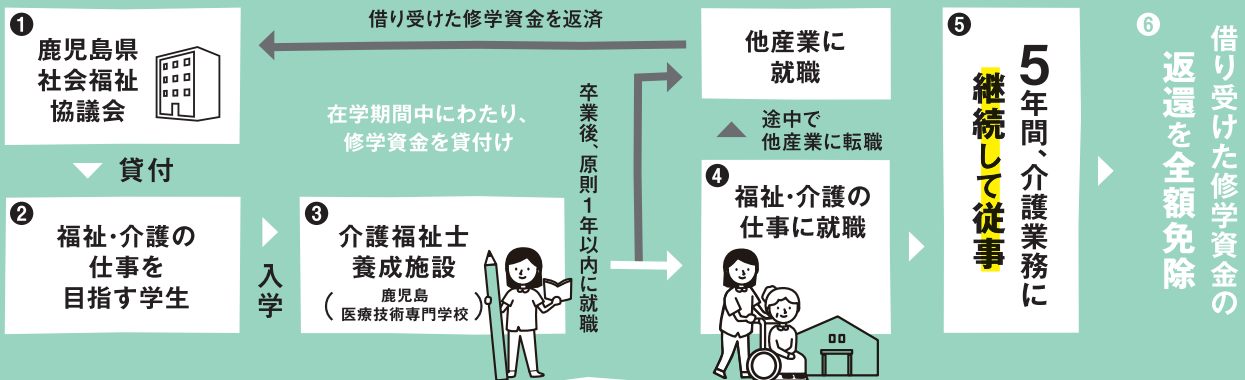 ❶
鹿児島県
社会福祉
協議会
貸付
❷
福祉・介護の
仕事を
目指す学生
入学
❸
介護福祉士
養成施設
(鹿児島
医療技術専門学校)
在学期間中にわたり、
修学資金を貸付け
借り受けた修学資金を返済
卒業後、原則1年以内に就職
他産業に
就職
途中で
他産業に転職
❹
福祉・介護の
仕事に就職
❺
5年間、介護業務に
継続して従事
❻
借り受けた修学資金の
返還を全額免除